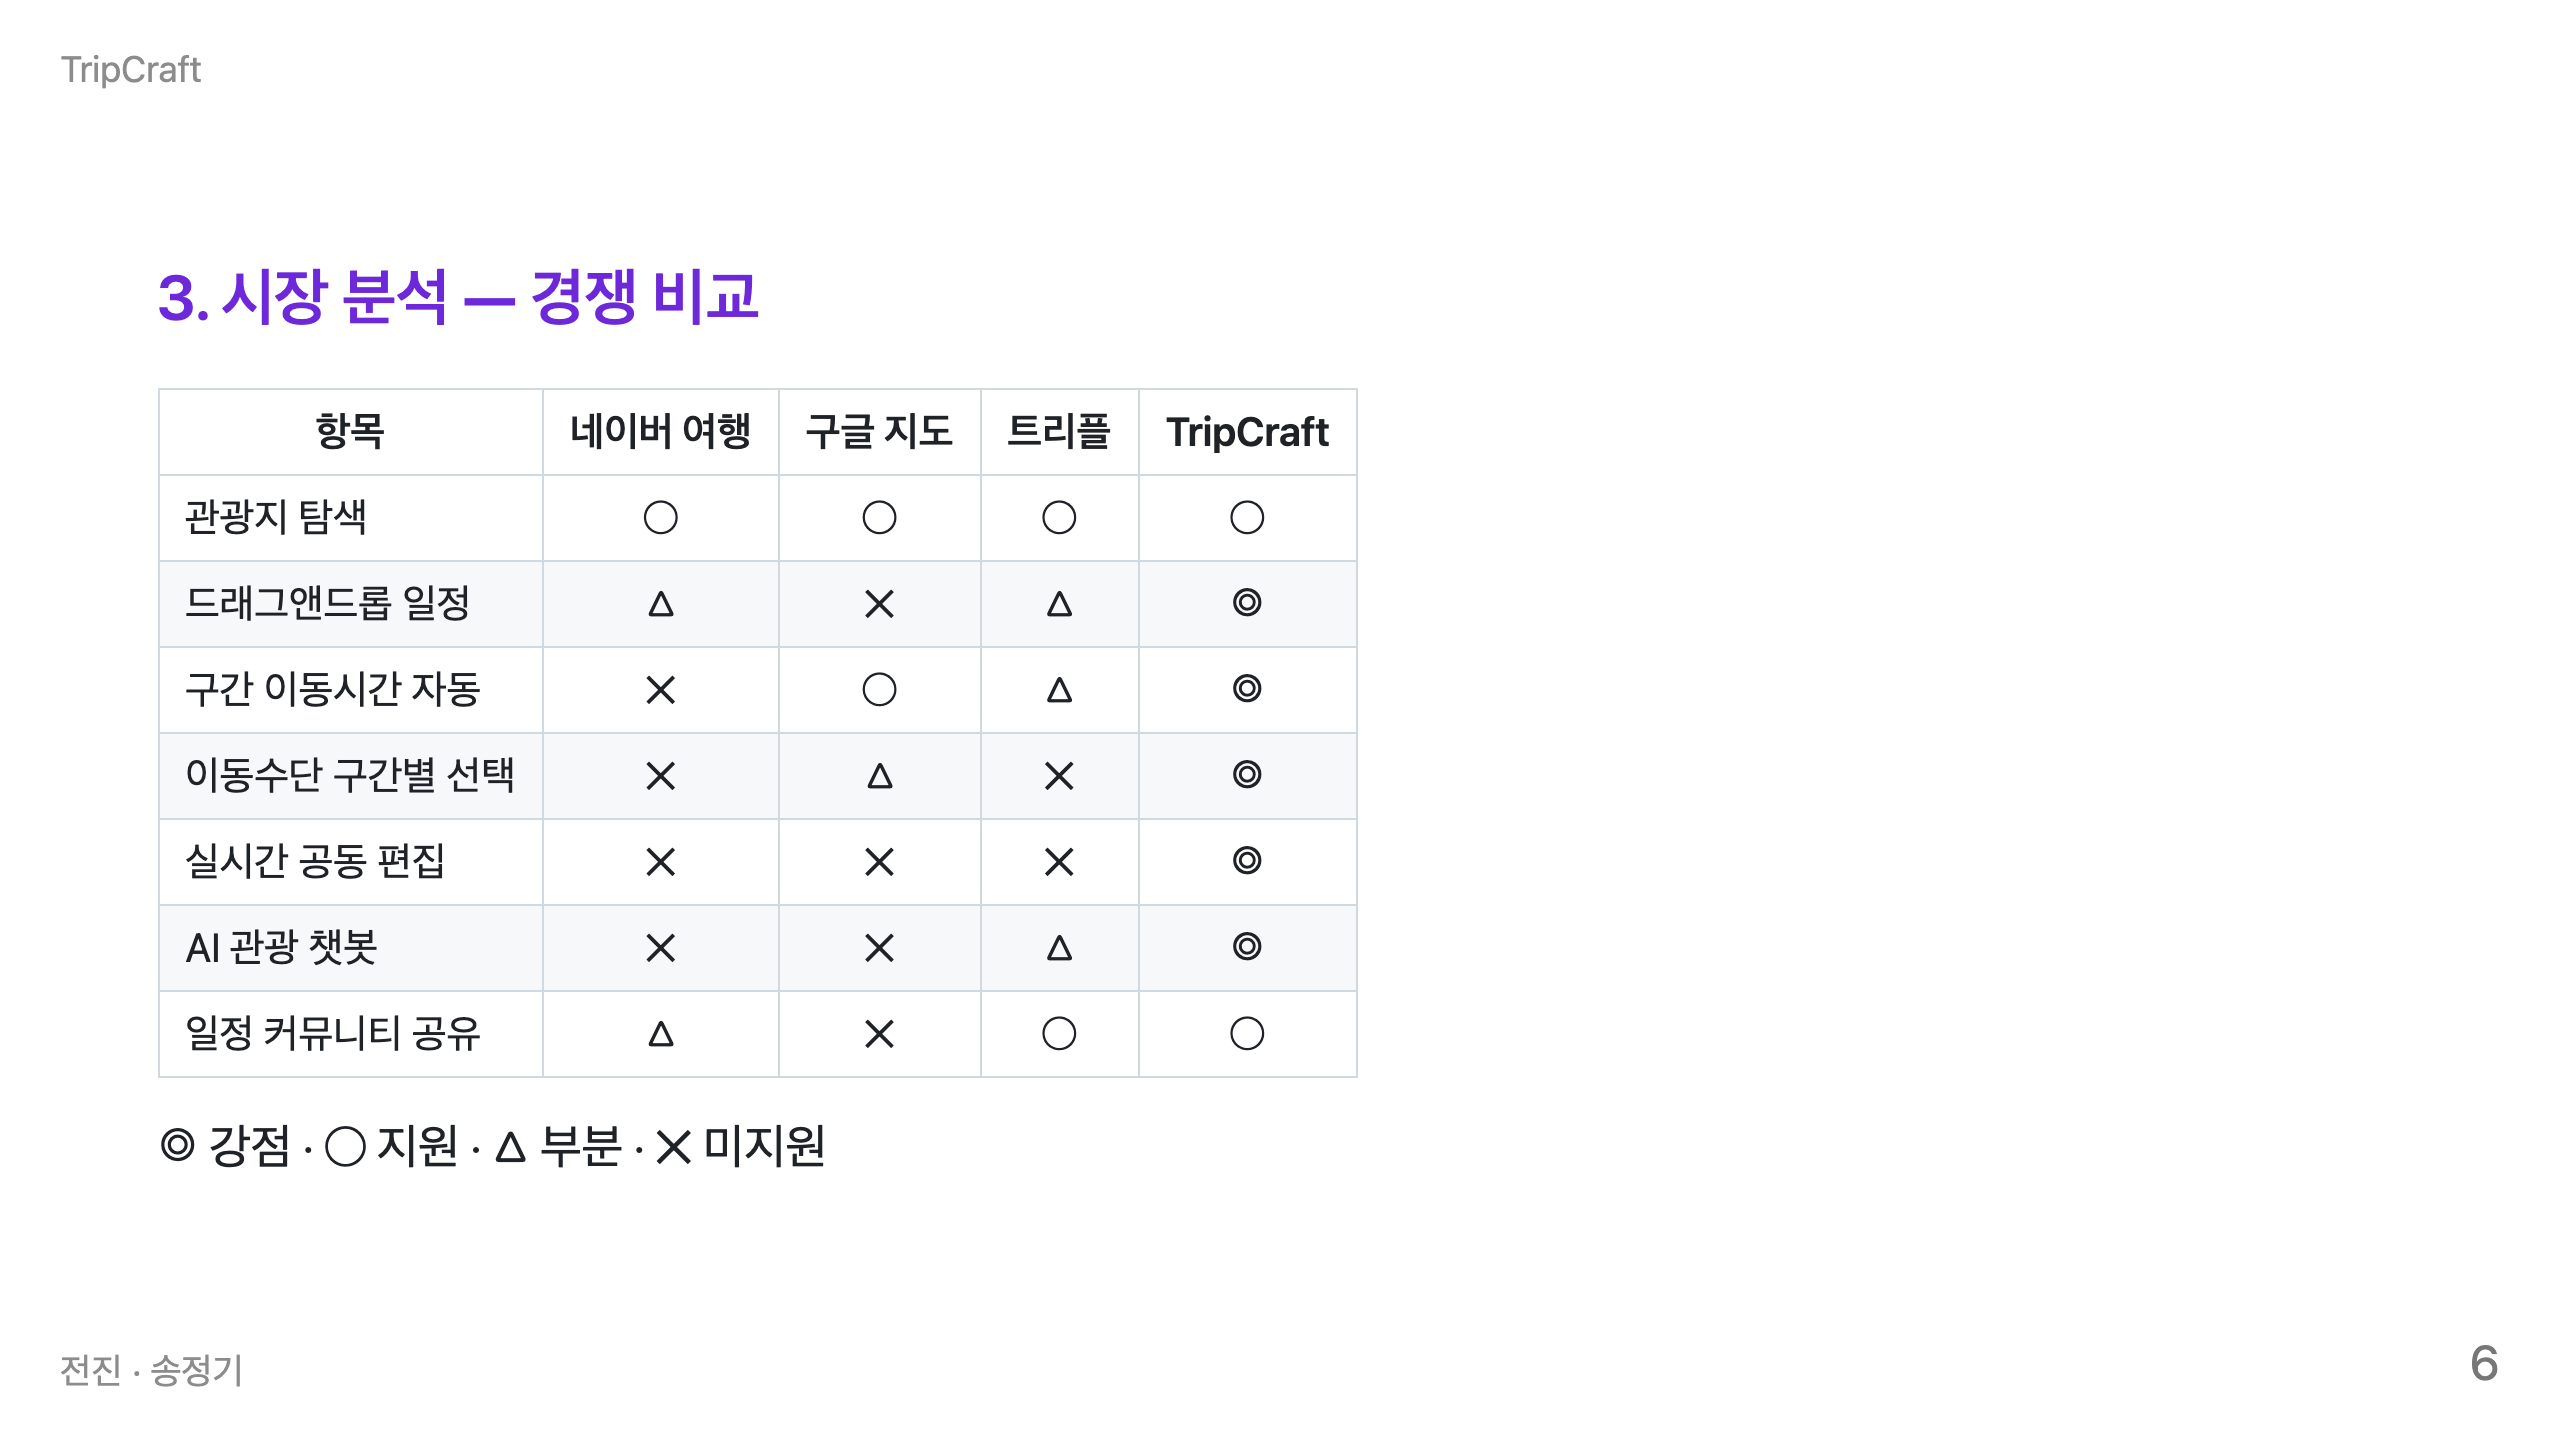 TripCraft
3. 시장 분석 — 경쟁 비교
항목 네이버 여행 구글 지도 트리플 TripCraft
관광지 탐색 ○ ○ ○ ○
드래그앤드롭 일정 △ ✕ △ ◎
구간 이동시간 자동 ✕ ○ △ ◎
이동수단 구간별 선택 ✕ △ ✕ ◎
실시간 공동 편집 ✕ ✕ ✕ ◎
AI 관광 챗봇 ✕ ✕ △ ◎
일정 커뮤니티 공유 △ ✕ ○ ○
◎ 강점 · ○ 지원 · △ 부분 · ✕ 미지원
전진 · 송정기
6